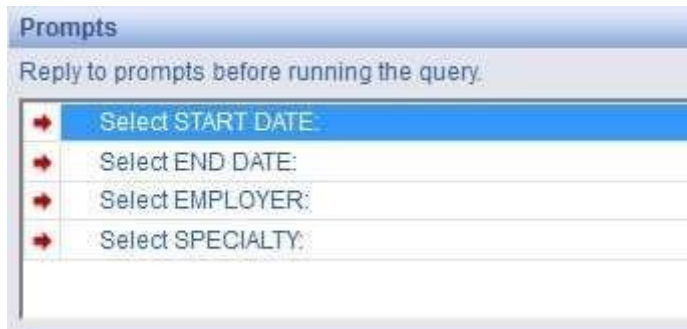 Prompts
Reply to prompts before running the query.
Select START DATE:
Select END DATE:
Select EMPLOYER:
Select SPECIALTY: